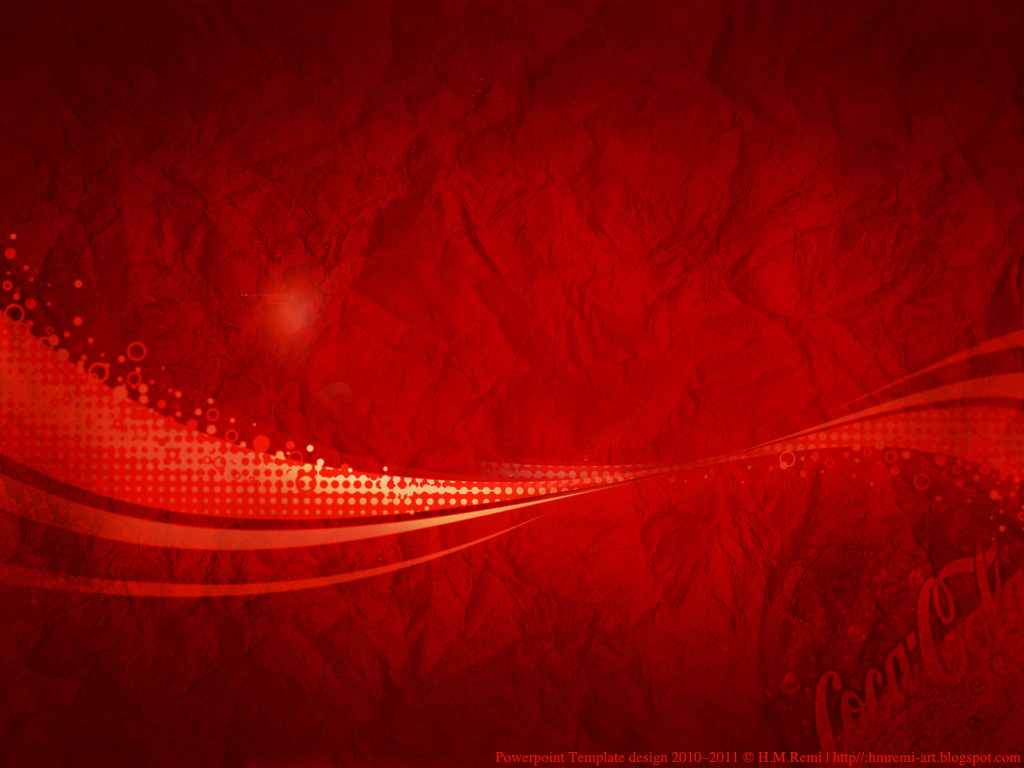 Coca-Cola
Powerpoint Template design 2010–2011 © H.M.Remi | http//:hmremi-art.blogspot.com